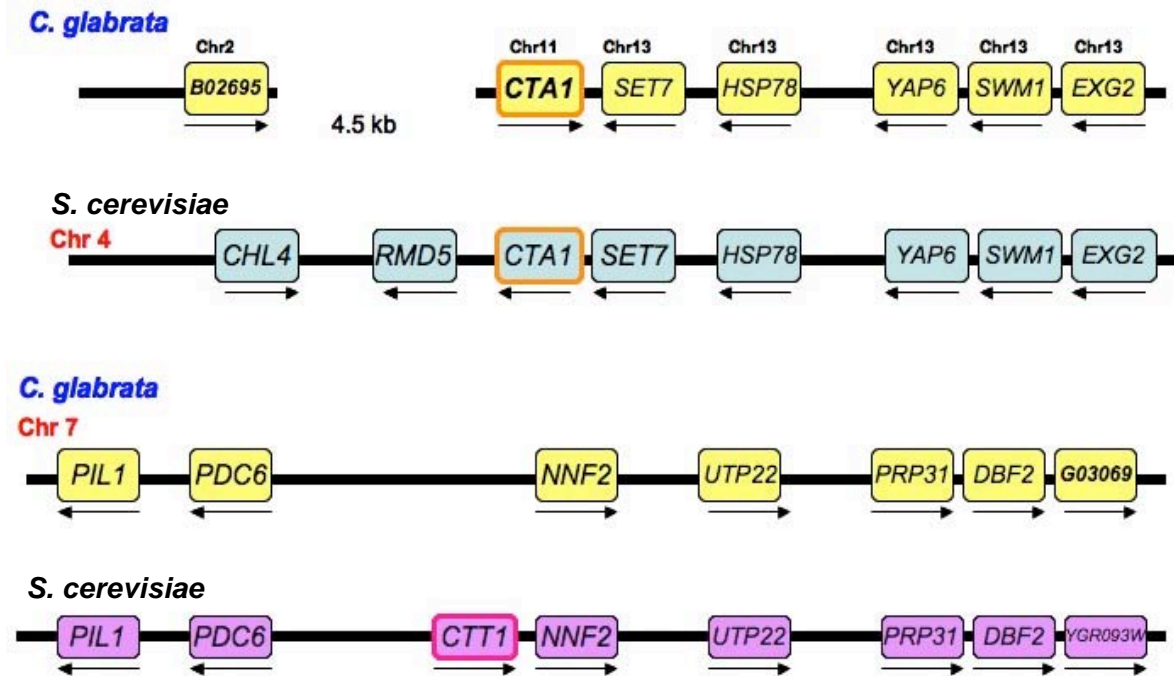 C. glabrata
Chr2 Chr11 Chr13 Chr13 Chr13 Chr13 Chr13
B02695 CTA1 SET7 HSP78 YAP6 SWM1 EXG2
4.5 kb
S. cerevisiae
Chr 4
CHL4 RMD5 CTA1 SET7 HSP78 YAP6 SWM1 EXG2
C. glabrata
Chr 7
PIL1 PDC6 NNF2 UTP22 PRP31 DBF2 G03069
S. cerevisiae
PIL1 PDC6 CTT1 NNF2 UTP22 PRP31 DBF2 YGR093W